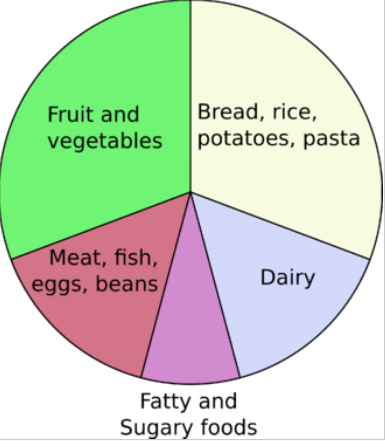 Fruit and
vegetables
Bread, rice,
potatoes, pasta
Meat, fish,
eggs, beans
Dairy
Fatty and
Sugary foods